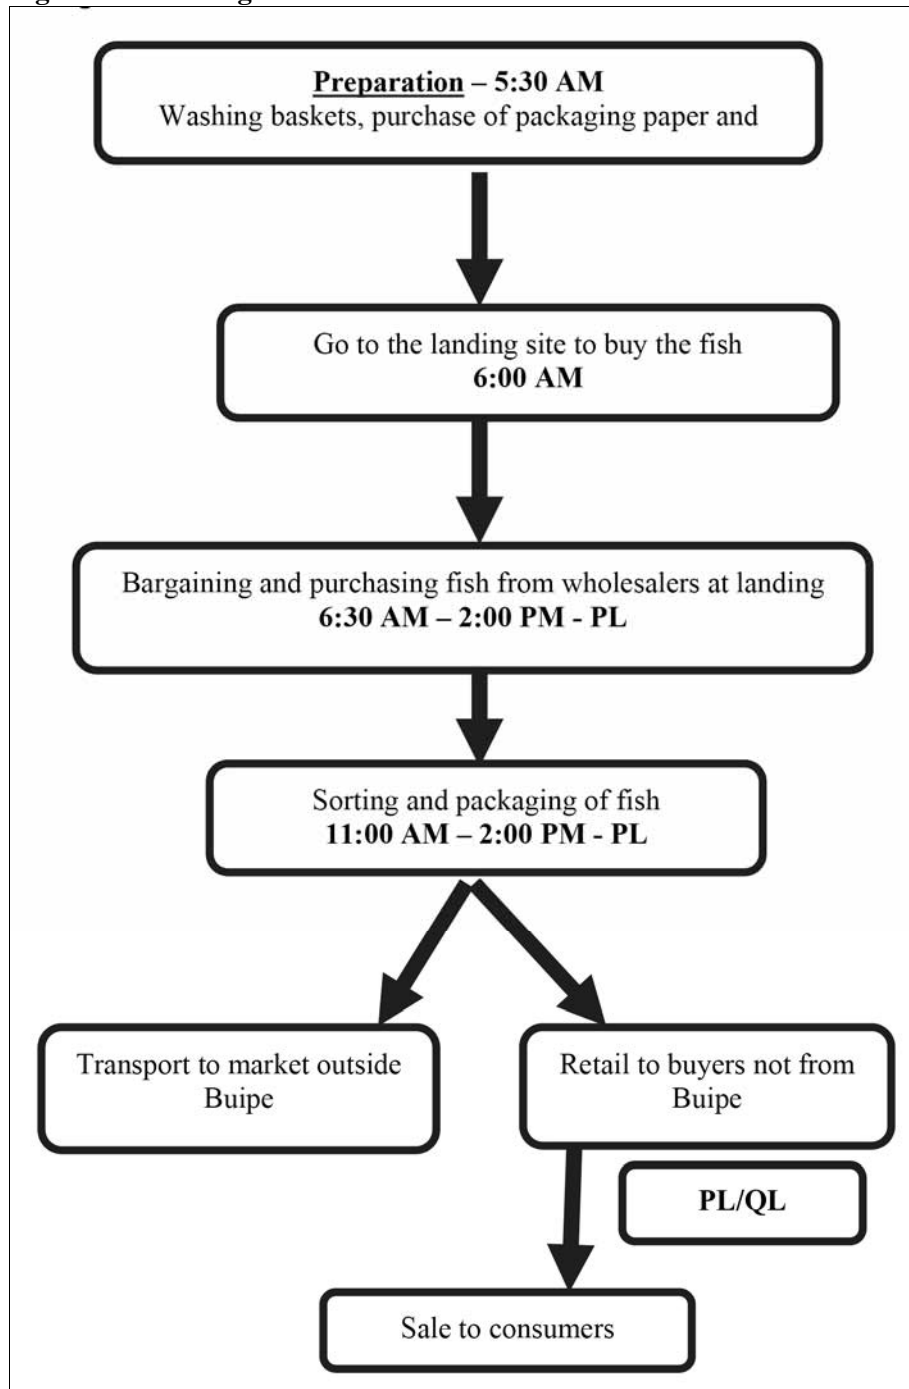 Preparation – 5:30 AM
Washing baskets, purchase of packaging paper and
Go to the landing site to buy the fish
6:00 AM
Bargaining and purchasing fish from wholesalers at landing
6:30 AM – 2:00 PM - PL
Sorting and packaging of fish
11:00 AM – 2:00 PM - PL
Transport to market outside
Buipe
Retail to buyers not from
Buipe
PL/QL
Sale to consumers